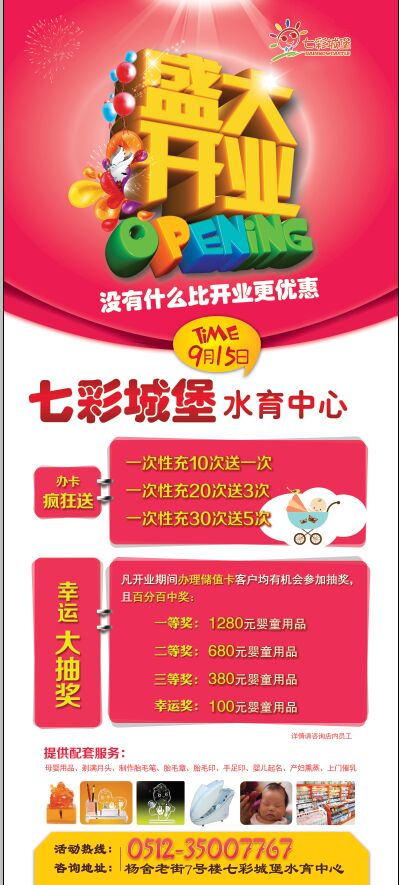 七彩城堡
RAINBOWCASTLE
盛大
开业
OPENING
没有什么比开业更优惠
TIME
9月15日
七彩城堡水育中心
办卡
疯狂送
一次性充10次送一次
一次性充20次送3次
一次性充30次送5次
幸运大抽奖
凡开业期间办理储值卡客户均有机会参加抽奖，
且百分百中奖：
一等奖：1280元婴童用品
二等奖：680元婴童用品
三等奖：380元婴童用品
幸运奖：100元婴童用品
详情请咨询店内员工
提供配套服务：
母婴用品、剃满月头、制作胎毛笔、胎毛章、胎毛印、手足印、婴儿起名、产妇熏蒸、上门催乳
活动热线：0512-35007767
咨询地址：杨舍老街7号楼七彩城堡水育中心